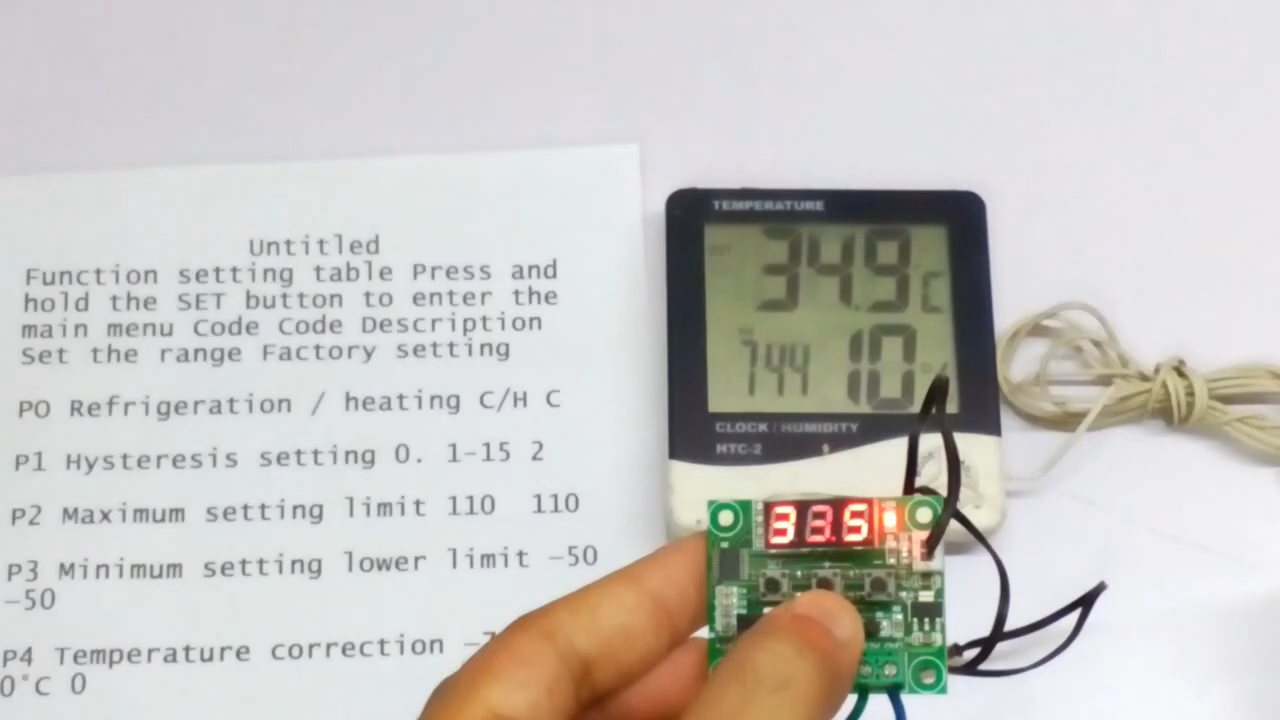 Untitled
Function setting table Press and
hold the SET button to enter the
main menu Code Code Description
Set the range Factory setting
PO Refrigeration / heating C/H C
P1 Hysteresis setting 0. 1-15 2
P2 Maximum setting limit 110 110
P3 Minimum setting lower limit -50
-50
P4 Temperature correction
0°C 0
TEMPERATURE
34.9°C
744 10%
CLOCK / HUMIDITY
HTC-2
33.5